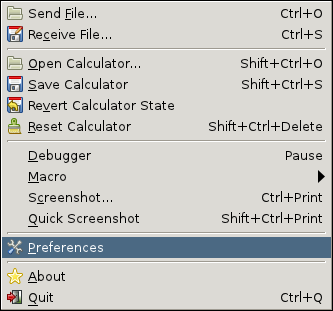 Send File... Ctrl+O
Receive File... Ctrl+S
Open Calculator... Shift+Ctrl+O
Save Calculator Shift+Ctrl+S
Revert Calculator State
Reset Calculator Shift+Ctrl+Delete
Debugger Pause
Macro
Screenshot... Ctrl+Print
Quick Screenshot Shift+Ctrl+Print
Preferences
About
Quit Ctrl+Q